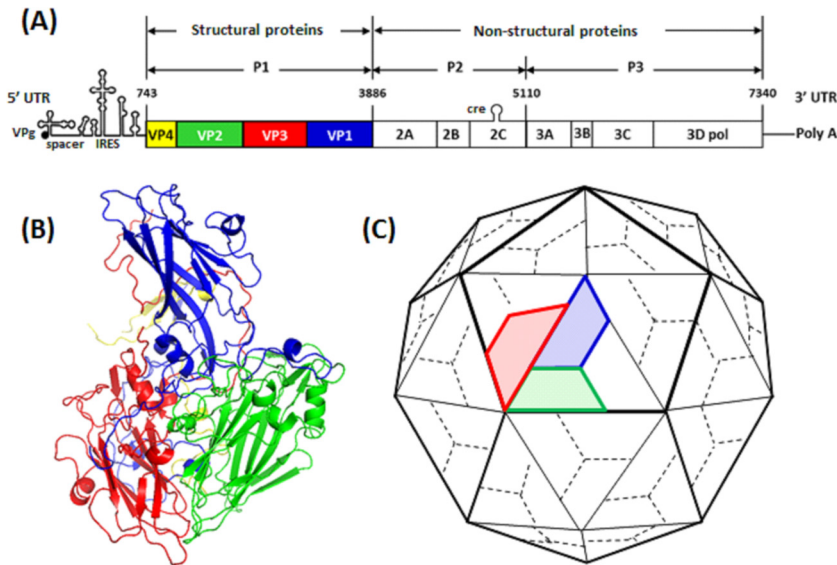 (A)
Structural proteins
Non-structural proteins
P1
P2
P3
743
3886
5110
7340
5' UTR
3' UTR
cre
VPg
spacer
IRES
VP4
VP2
VP3
VP1
2A
2B
2C
3A
3B
3C
3D pol
Poly A
(B)
(C)